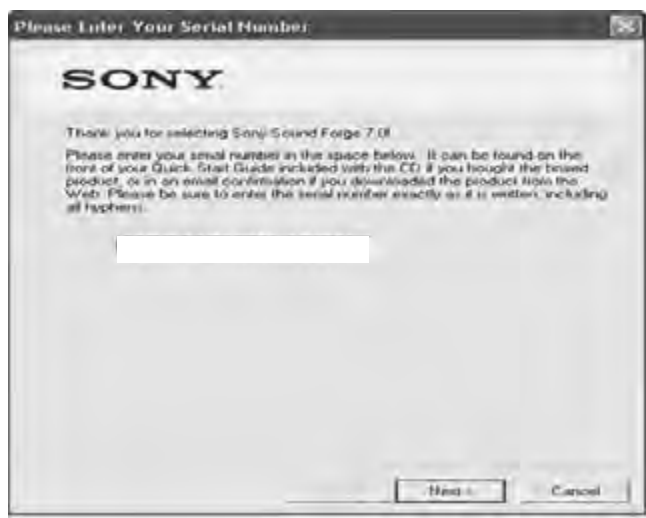 Please Enter Your Serial Number
SONY
Thank you for selecting Sony Sound Forge 7.0!
Please enter your serial number in the space below. It can be found on the
front of your Quick Start Guide included with the CD if you bought the boxed
product, or in an email confirmation if you downloaded the product from the
Web. Please be sure to enter the serial number exactly as it is written, including
all hyphens.
Next >
Cancel